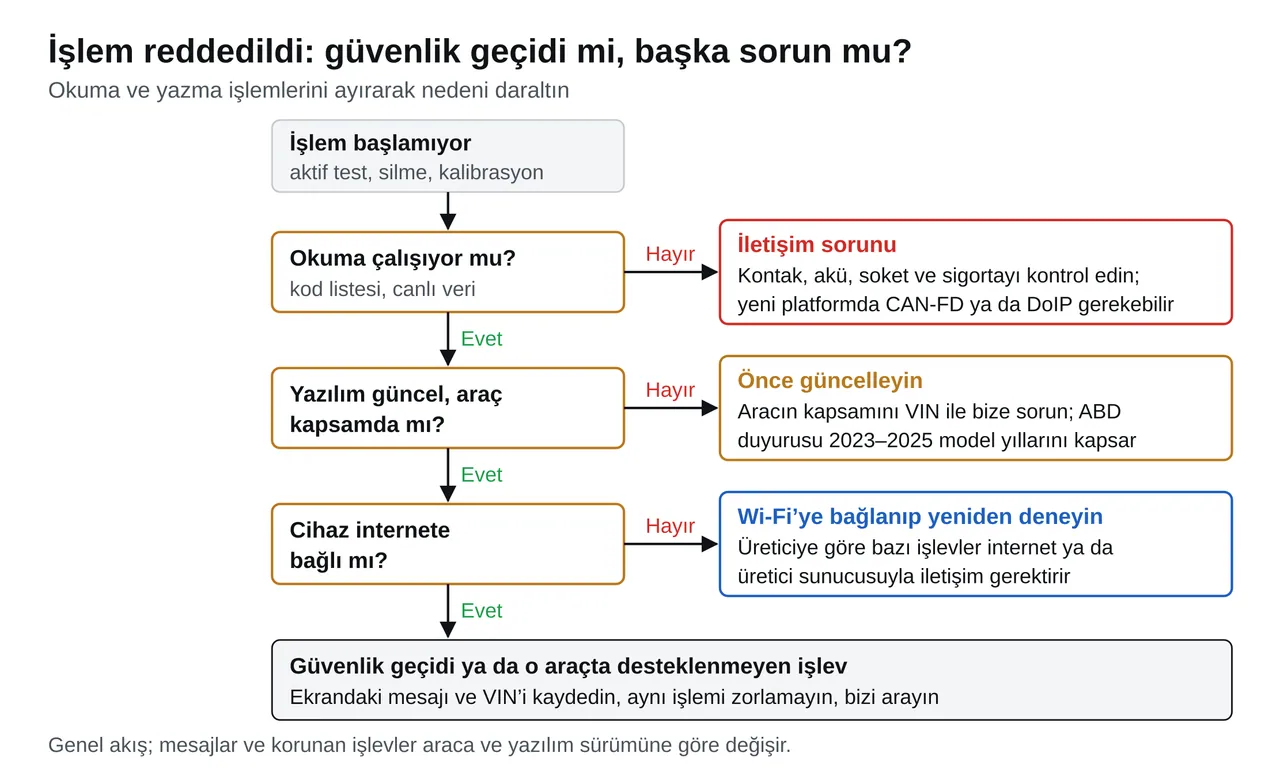 İşlem reddedildi: güvenlik geçidi mi, başka sorun mu?
Okuma ve yazma işlemlerini ayırarak nedeni daraltın
İşlem başlamıyor
aktif test, silme, kalibrasyon
Okuma çalışıyor mu?
kod listesi, canlı veri
Hayır
İletişim sorunu
Kontak, akü, soket ve sigortayı kontrol edin;
yeni platformda CAN-FD ya da DoIP gerekebilir
Evet
Yazılım güncel, araç
kapsamda mı?
Hayır
Önce güncelleyin
Aracın kapsamını VIN ile bize sorun; ABD
duyurusu 2023–2025 model yıllarını kapsar
Evet
Cihaz internete
bağlı mı?
Hayır
Wi-Fi’ye bağlanıp yeniden deneyin
Üreticiye göre bazı işlevler internet ya da
üretici sunucusuyla iletişim gerektirir
Evet
Güvenlik geçidi ya da o araçta desteklenmeyen işlev
Ekrandaki mesajı ve VIN’i kaydedin, aynı işlemi zorlamayın, bizi arayın
Genel akış; mesajlar ve korunan işlevler araca ve yazılım sürümüne göre değişir.